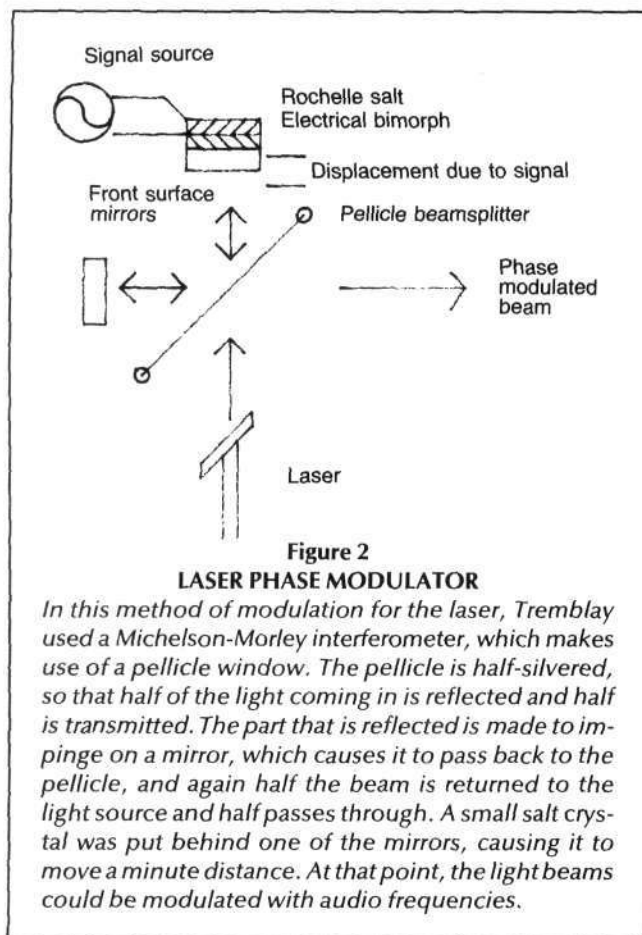 Signal source
Rochelle salt
Electrical bimorph
Displacement due to signal
Front surface
mirrors
Pellicle beamsplitter
Phase
modulated
beam
Laser
Figure 2
LASER PHASE MODULATOR
In this method of modulation for the laser, Tremblay
used a Michelson-Morley interferometer, which makes
use of a pellicle window. The pellicle is half-silvered,
so that half of the light coming in is reflected and half
is transmitted. The part that is reflected is made to im-
pinge on a mirror, which causes it to pass back to the
pellicle, and again half the beam is returned to the
light source and half passes through. A small salt crys-
tal was put behind one of the mirrors, causing it to
move a minute distance. At that point, the light beams
could be modulated with audio frequencies.